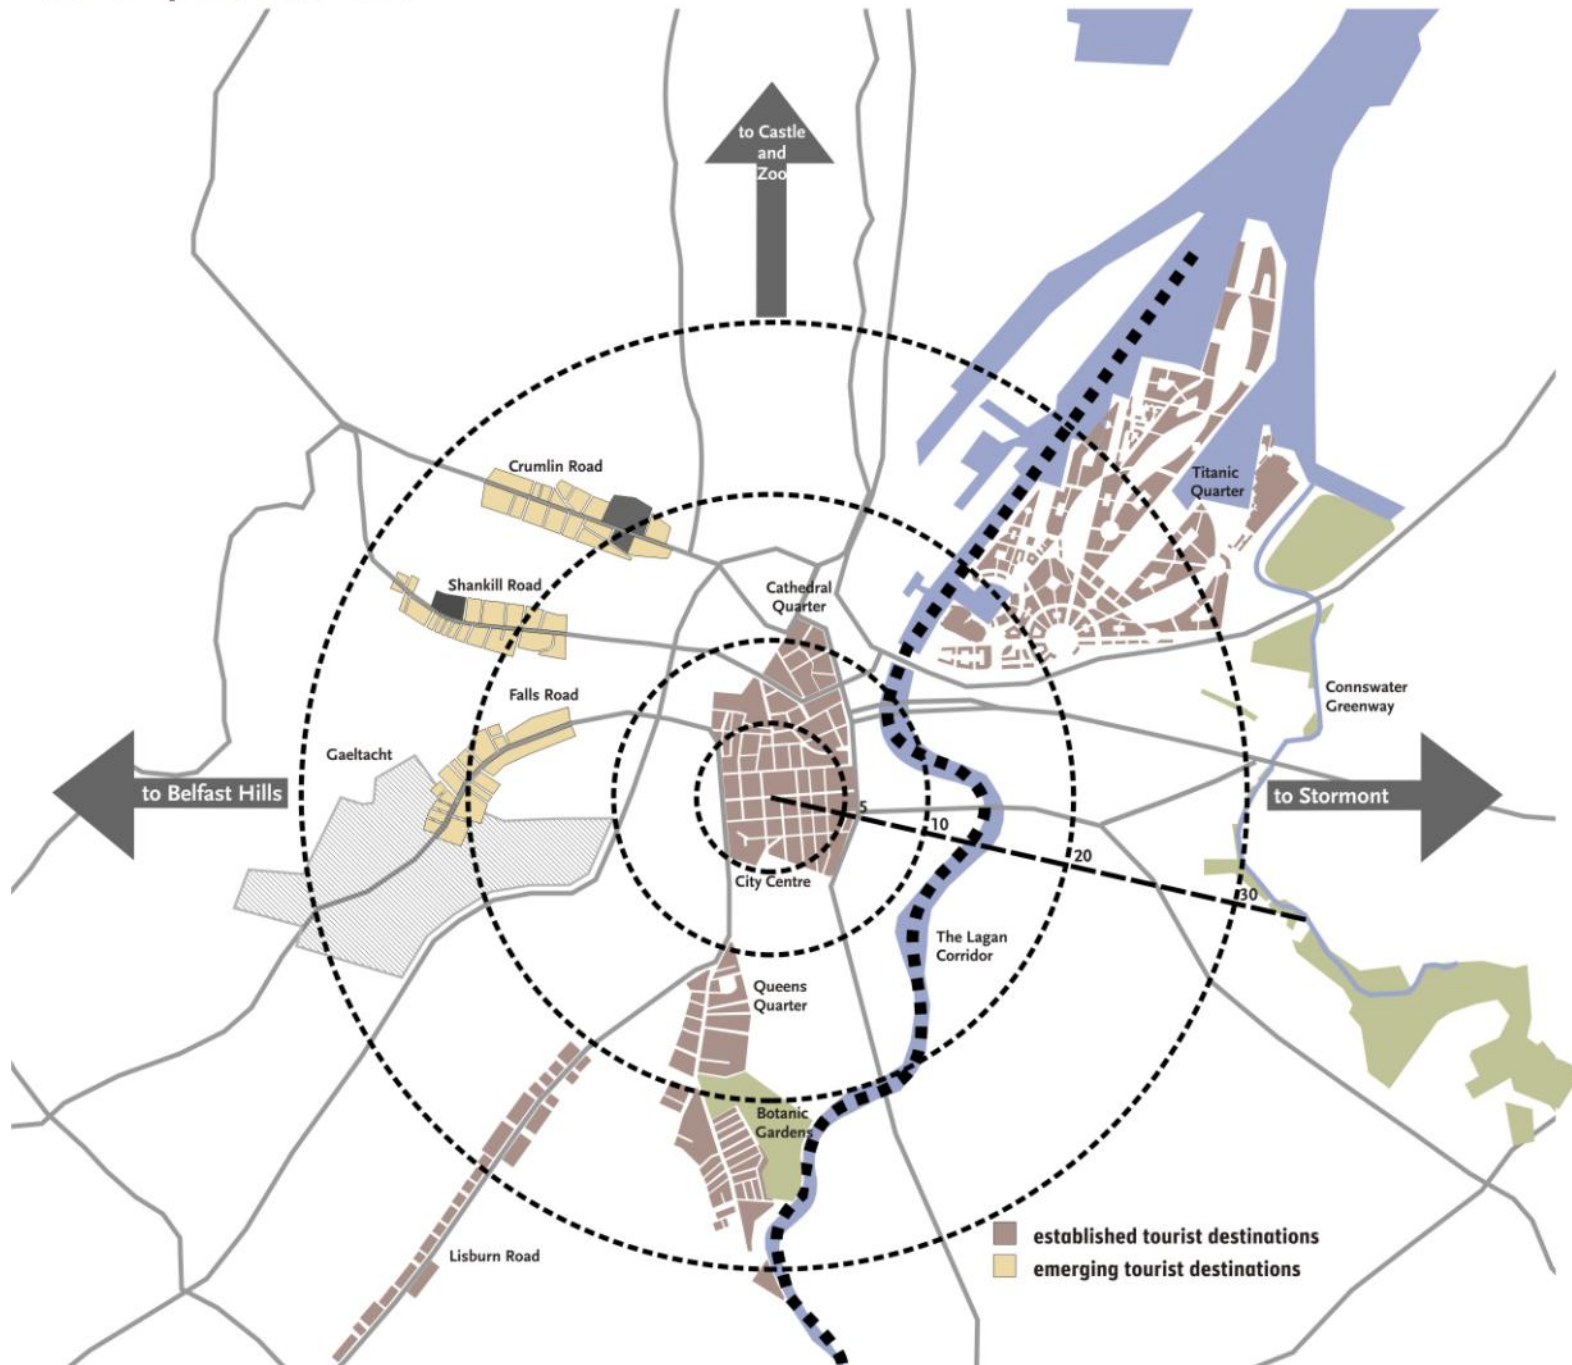 to Castle
and
Zoo
Crumlin Road
Titanic
Quarter
Shankill Road
Cathedral
Quarter
Falls Road
Connswater
Greenway
Gaeltacht
to Belfast Hills
to Stormont
5
10
20
30
City Centre
The Lagan
Corridor
Queens
Quarter
Botanic
Gardens
Lisburn Road
established tourist destinations
emerging tourist destinations